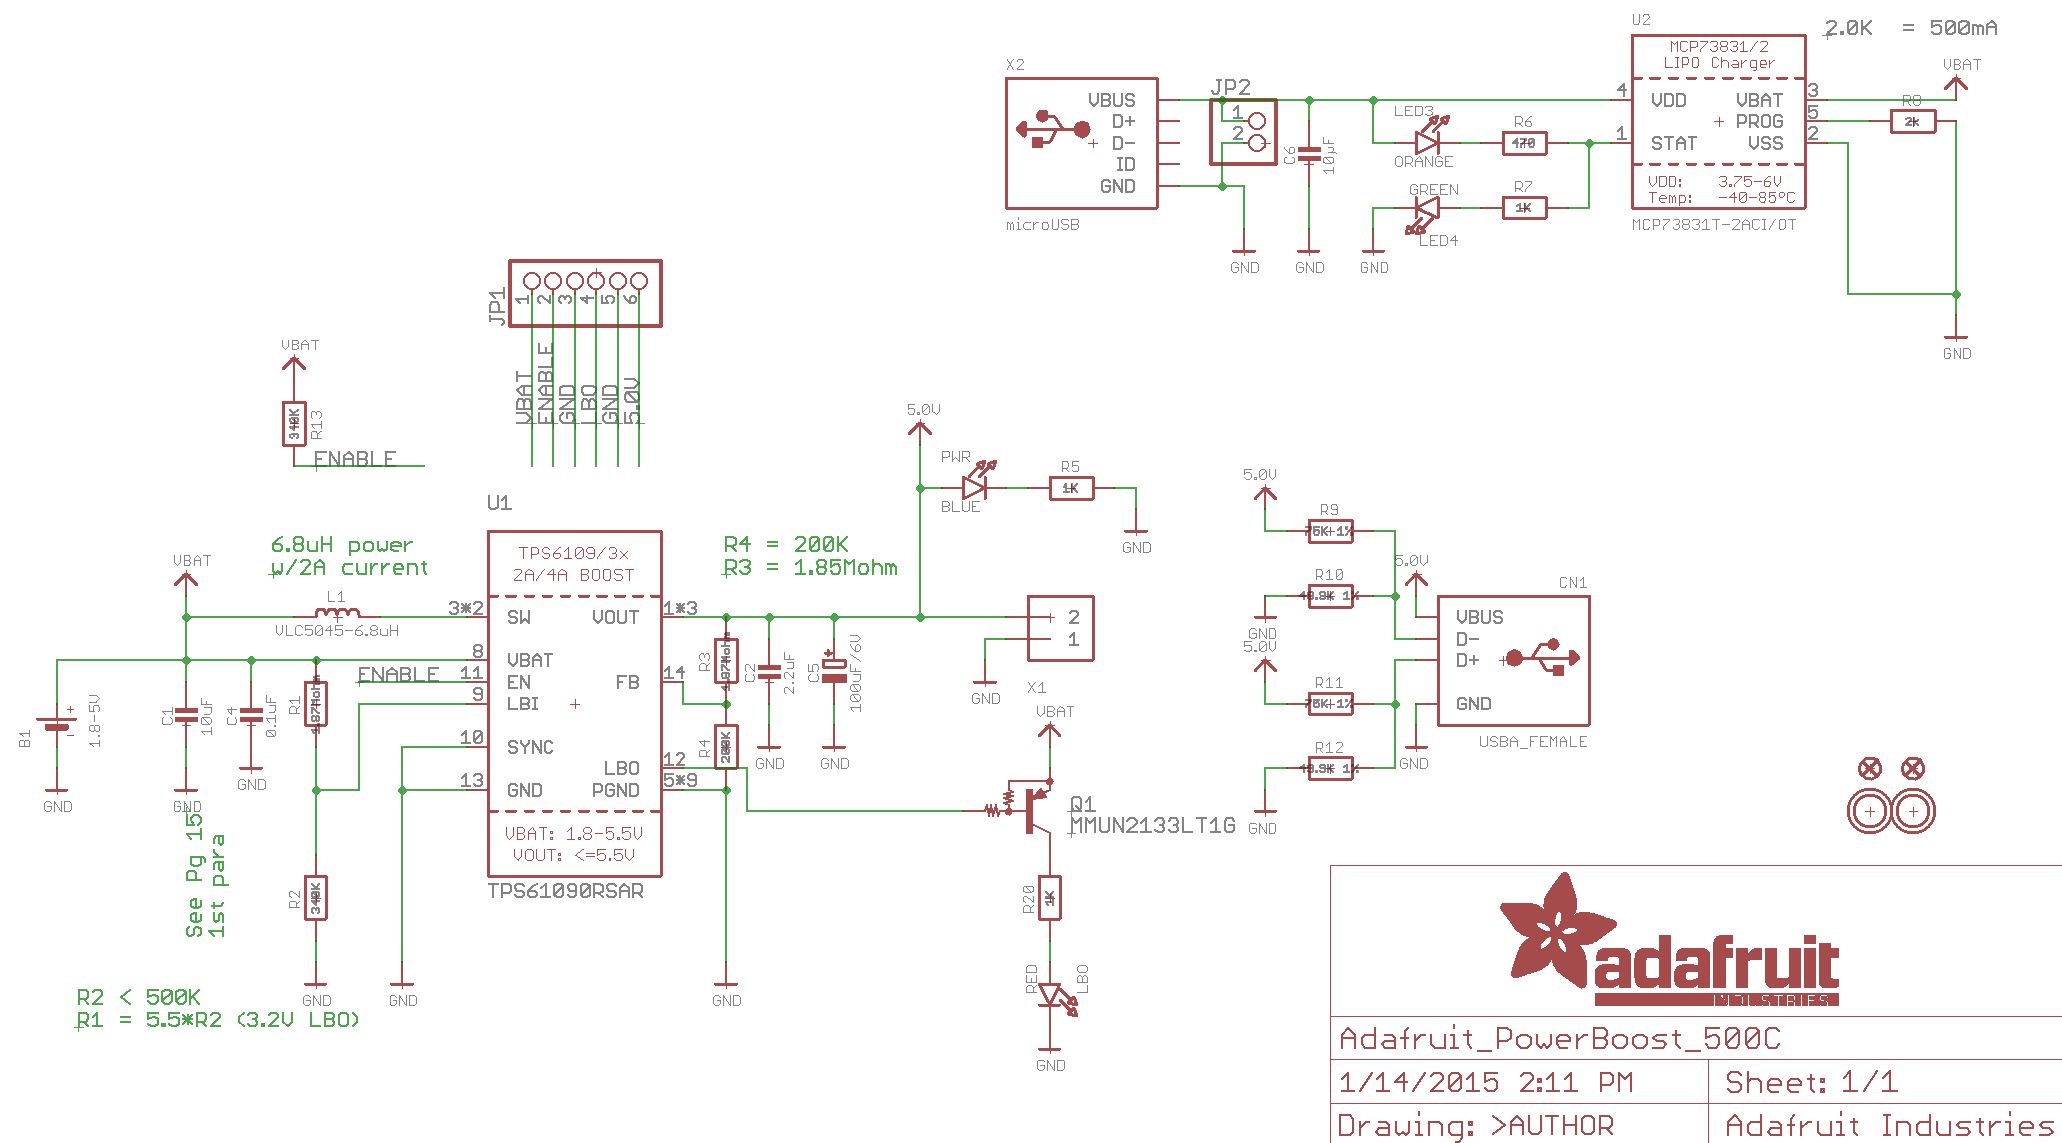 U2
2.0K = 500mA
MCP73831/2
LIPO Charger
VBAT
X2
VBUS
D+
D-
ID
GND
microUSB
JP2
1
2
C6
10µF
LED3
ORANGE
GREEN
LED4
R6
470
R7
1K
4
1
VDD
STAT
VBAT
PROG
VSS
3
5
2
R8
2K
VDD: 3.75-6V
Temp: -40-85ºC
MCP73831T-2ACI/OT
GND
GND
GND
GND
JP1
1
2
3
4
5
6
VBAT
ENABLE
GND
LBO
GND
5.0V
VBAT
340K
R13
ENABLE
5.0V
PWR
BLUE
R5
1K
GND
U1
TPS6109/3x
2A/4A BOOST
6.8uH power
w/2A current
R4 = 200K
R3 = 1.85Mohm
VBAT
L1
VLC5045-6.8uH
3*2
8
11
9
10
13
SW
VBAT
EN
LBI
SYNC
GND
VOUT
FB
LBO
PGND
1*3
14
12
5*9
ENABLE
VBAT: 1.8-5.5V
VOUT: <=5.5V
TPS61090RSAR
B1
1.8-5V
+
-
GND
C1
10uF
GND
C4
0.1uF
GND
R1
1.87MOhm
R2
340K
GND
GND
See Pg 15
1st para
R2 < 500K
R1 = 5.5*R2 (3.2V LBO)
R3
1.87MOhm
R4
200K
GND
C2
2.2uF
GND
C5
100uF/6V
GND
2
1
GND
X1
VBAT
Q1
MMUN2133LT1G
R20
1K
RED
LBO
GND
5.0V
R9
75K 1%
R10
49.9K 1%
GND
5.0V
R11
75K 1%
R12
49.9K 1%
GND
5.0V
CN1
VBUS
D-
D+
GND
USBA_FEMALE
GND
adafruit
INDUSTRIES
Adafruit_PowerBoost_500C
1/14/2015 2:11 PM
Sheet: 1/1
Drawing: >AUTHOR
Adafruit Industries